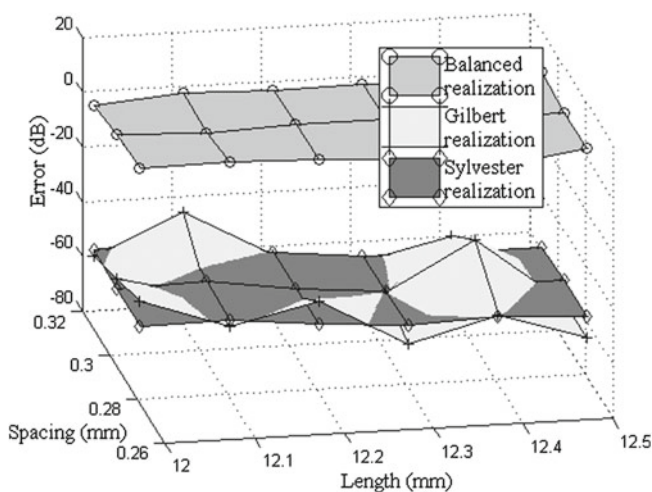 20
0
-20
-40
-60
-80
Error (dB)
Balanced
realization
Gilbert
realization
Sylvester
realization
0.32
0.3
0.28
0.26
Spacing (mm)
12
12.1
12.2
12.3
12.4
12.5
Length (mm)